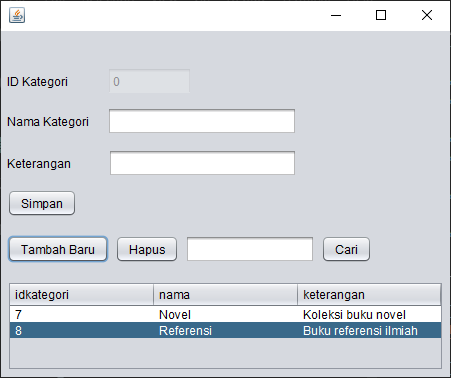 ID Kategori 0
Nama Kategori
Keterangan
Simpan
Tambah Baru Hapus Cari
idkategori nama keterangan
7 Novel Koleksi buku novel
8 Referensi Buku referensi ilmiah